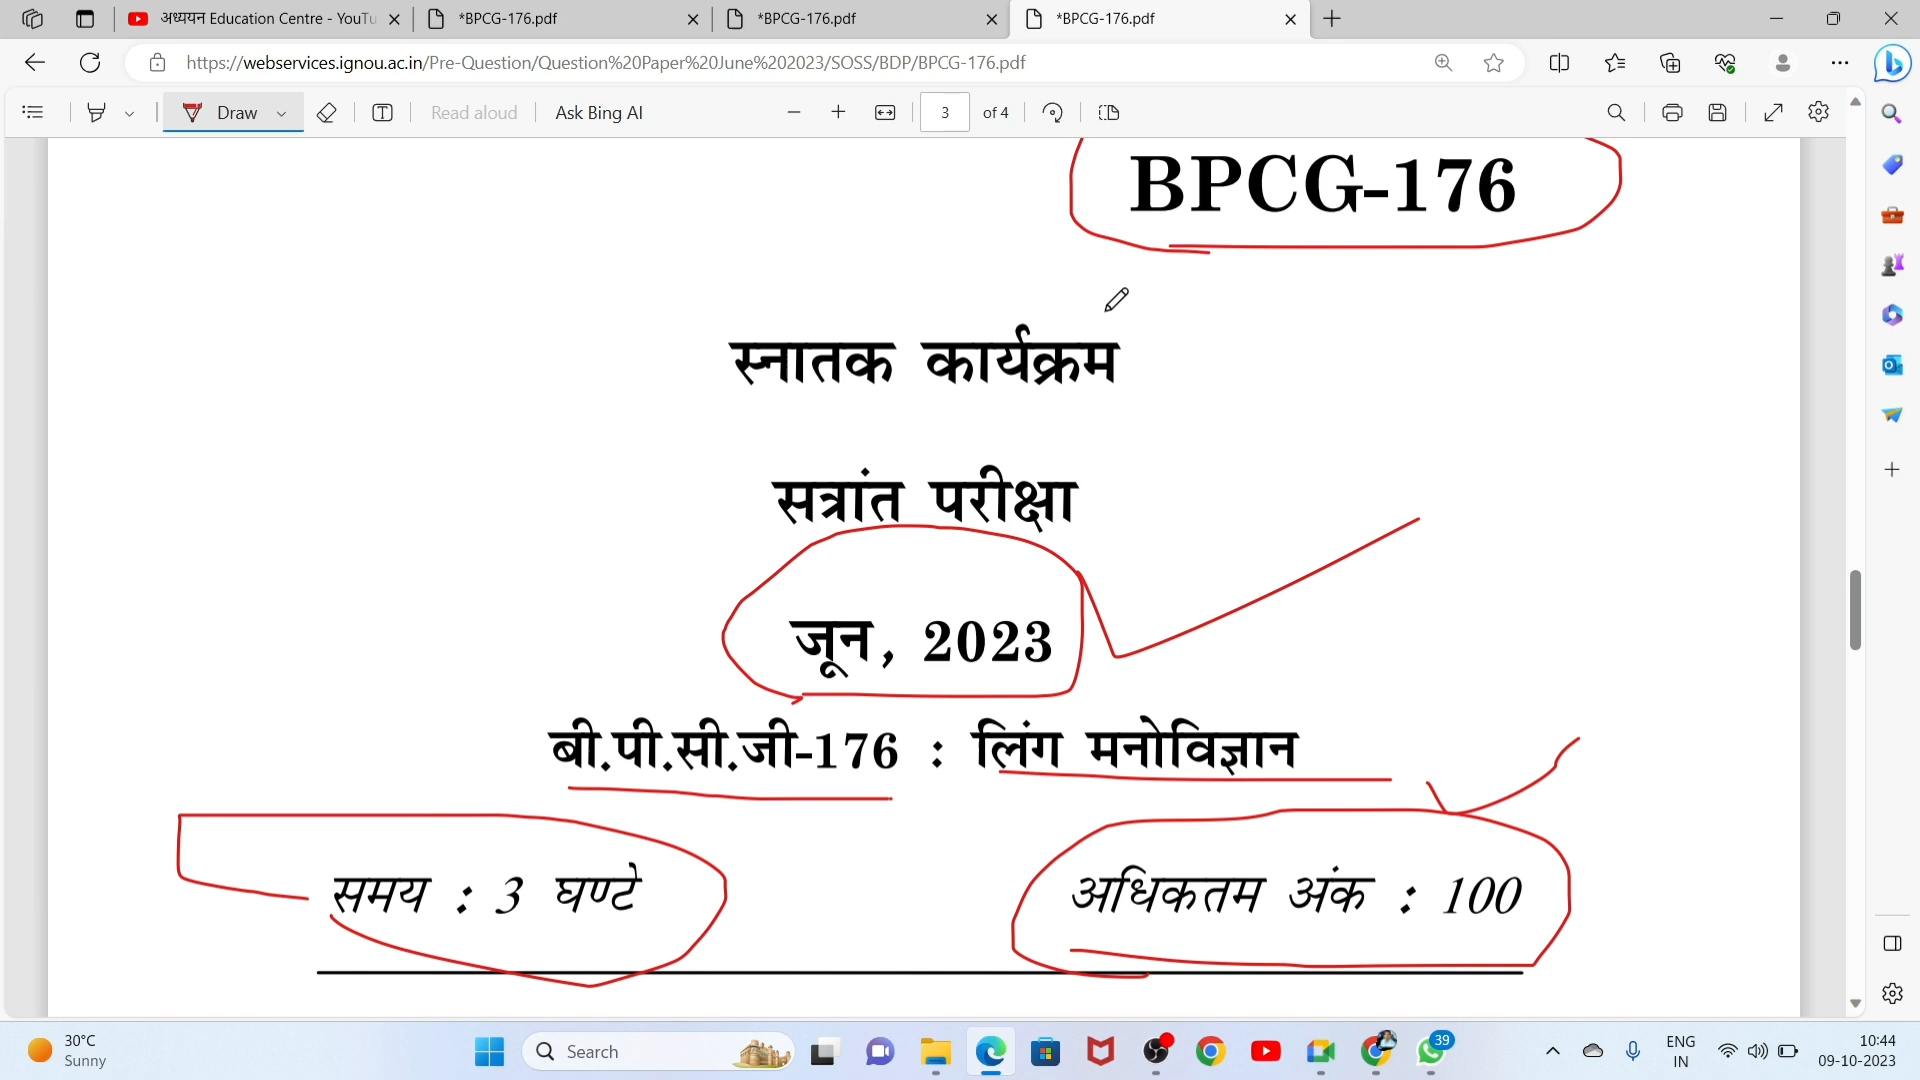 अध्ययन Education Centre - YouTu
*BPCG-176.pdf
*BPCG-176.pdf
*BPCG-176.pdf
https://webservices.ignou.ac.in/Pre-Question/Question%20Paper%20June%202023/SOSS/BDP/BPCG-176.pdf
Draw
Read aloud
Ask Bing AI
3 of 4
BPCG-176
स्नातक कार्यक्रम
सत्रांत परीक्षा
जून, 2023
बी.पी.सी.जी-176 : लिंग मनोविज्ञान
समय : 3 घण्टे
अधिकतम अंक : 100
30°C
Sunny
Search
39
ENG
IN
10:44
09-10-2023